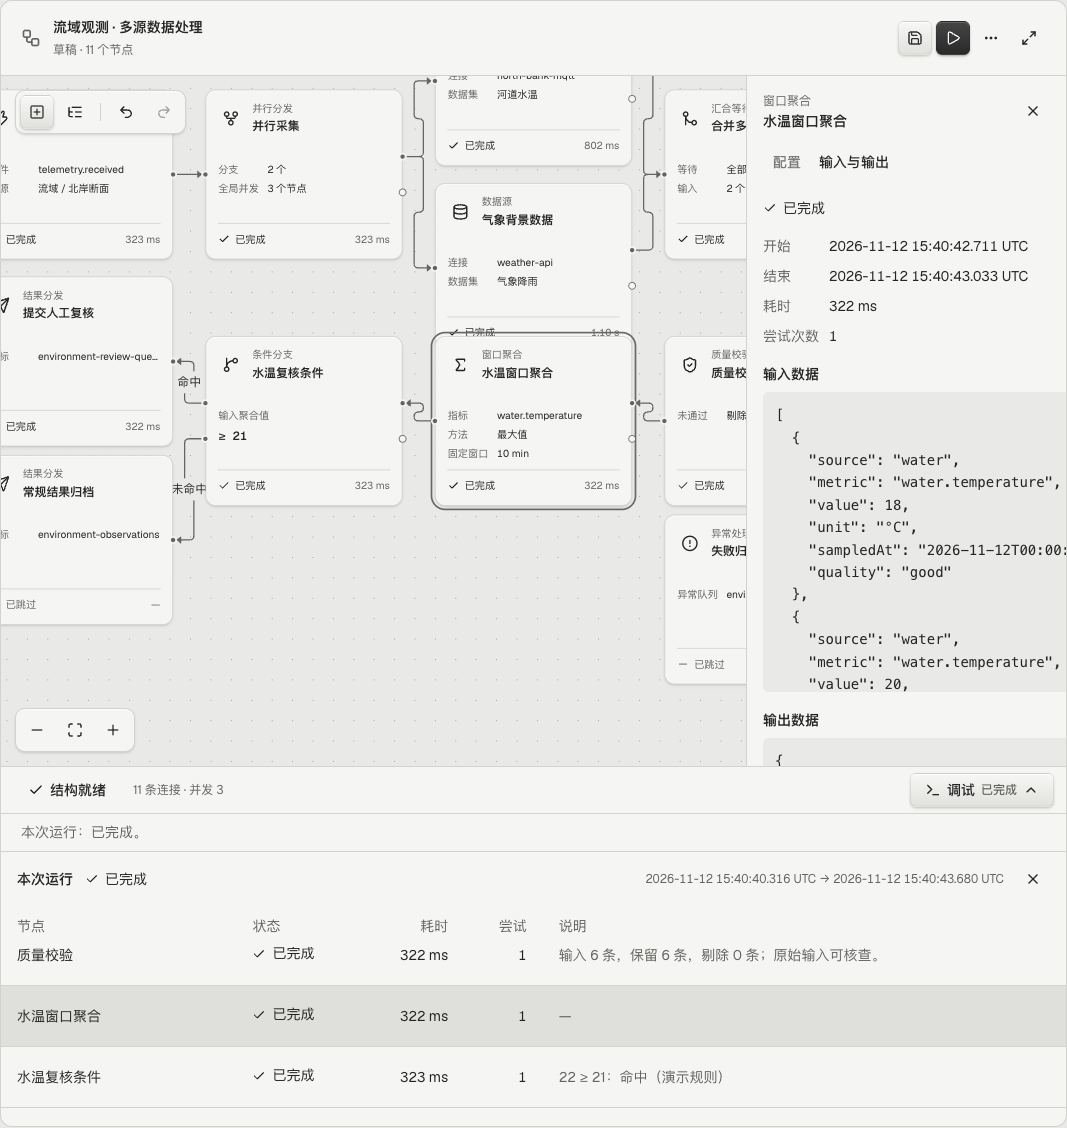 流域观测 · 多源数据处理
草稿 · 11 个节点
telemetry.received
流域 / 北岸断面
已完成 323 ms
并行分发
并行采集
分支 2 个
全局并发 3 个节点
已完成 323 ms
连接 north-bank-mqtt
数据集 河道水温
已完成 802 ms
数据源
气象背景数据
连接 weather-api
数据集 气象降雨
已完成 1.10 s
合并多
等待 全部
输入 2 个
已完成
结果分发
提交人工复核
environment-review-que…
已完成 322 ms
命中
未命中
条件分支
水温复核条件
输入聚合值
≥ 21
已完成 323 ms
窗口聚合
水温窗口聚合
指标 water.temperature
方法 最大值
固定窗口 10 min
已完成 322 ms
质量校验
质量校
未通过 剔除
已完成
结果分发
常规结果归档
environment-observations
已跳过 —
异常处理
失败归
异常队列 envi
已跳过
窗口聚合
水温窗口聚合
配置 输入与输出
已完成
开始 2026-11-12 15:40:42.711 UTC
结束 2026-11-12 15:40:43.033 UTC
耗时 322 ms
尝试次数 1
输入数据
[
{
"source": "water",
"metric": "water.temperature",
"value": 18,
"unit": "°C",
"sampledAt": "2026-11-12T00:00:
"quality": "good"
},
{
"source": "water",
"metric": "water.temperature",
"value": 20,
输出数据
{
结构就绪 11 条连接 · 并发 3
调试 已完成
本次运行：已完成。
本次运行 已完成 2026-11-12 15:40:40.316 UTC → 2026-11-12 15:40:43.680 UTC
节点 状态 耗时 尝试 说明
质量校验 已完成 322 ms 1 输入 6 条，保留 6 条，剔除 0 条；原始输入可核查。
水温窗口聚合 已完成 322 ms 1 —
水温复核条件 已完成 323 ms 1 22 ≥ 21：命中（演示规则）